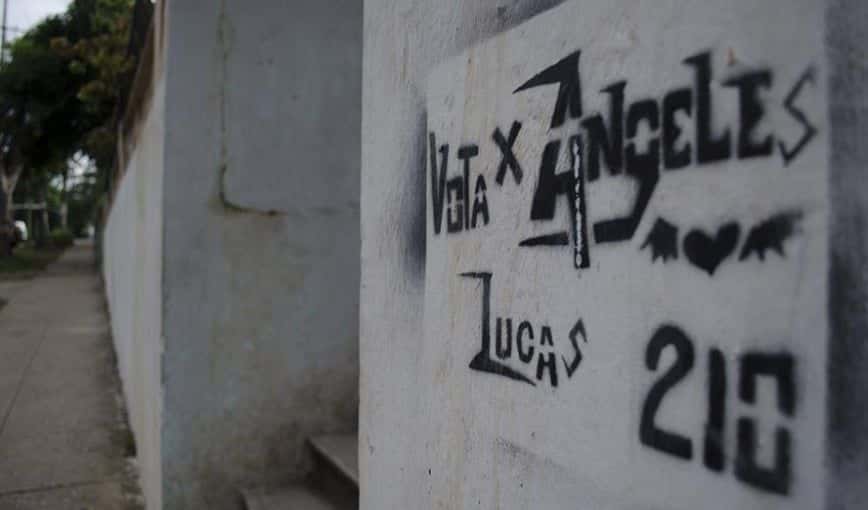 VOTA X ANGELES
LUCAS
210